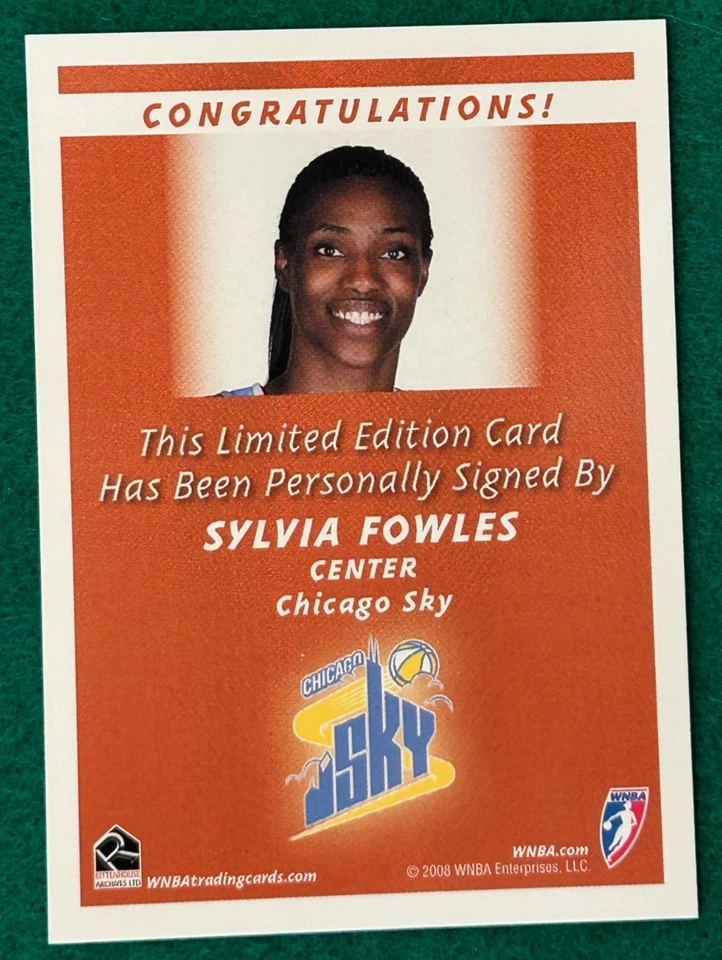 CONGRATULATIONS!
This Limited Edition Card
Has Been Personally Signed By
SYLVIA FOWLES
CENTER
Chicago Sky
CHICAGO
SKY
WNBA
RITTENHOUSE
ARCHIVES LTD
WNBAtradingcards.com
WNBA.com
© 2008 WNBA Enterprises, LLC.